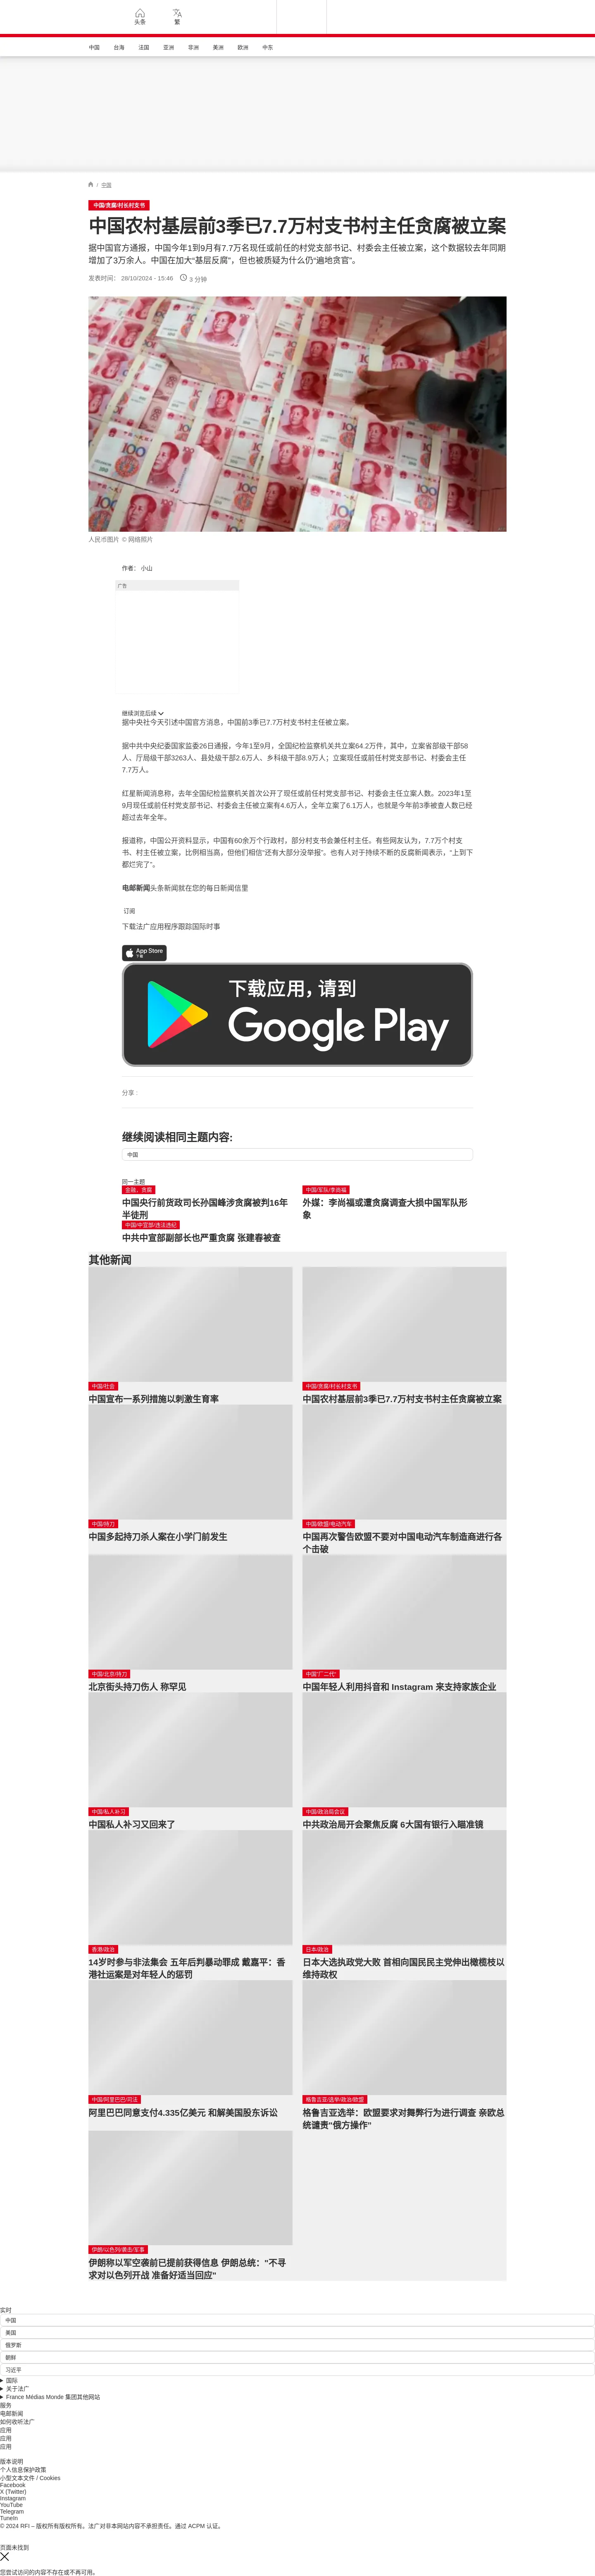 头条
繁
中国 台海 法国 亚洲 非洲 美洲 欧洲 中东
/ 中国
中国/贪腐/村长村支书
中国农村基层前3季已7.7万村支书村主任贪腐被立案
据中国官方通报，中国今年1到9月有7.7万名现任或前任的村党支部书记、村委会主任被立案，这个数据较去年同期
增加了3万余人。中国在加大“基层反腐”，但也被质疑为什么仍“遍地贪官”。
发表时间： 28/10/2024 - 15:46 3 分钟
人民币图片 © 网络照片
作者： 小山
广告
继续浏览后续
据中央社今天引述中国官方消息，中国前3季已7.7万村支书村主任被立案。
据中共中央纪委国家监委26日通报，今年1至9月，全国纪检监察机关共立案64.2万件，其中，立案省部级干部58
人、厅局级干部3263人、县处级干部2.6万人、乡科级干部8.9万人；立案现任或前任村党支部书记、村委会主任
7.7万人。
红星新闻消息称，去年全国纪检监察机关首次公开了现任或前任村党支部书记、村委会主任立案人数。2023年1至
9月现任或前任村党支部书记、村委会主任被立案有4.6万人，全年立案了6.1万人，也就是今年前3季被查人数已经
超过去年全年。
报道称，中国公开资料显示，中国有60余万个行政村，部分村支书会兼任村主任。有些网友认为，7.7万个村支
书、村主任被立案，比例相当高，但他们相信“还有大部分没举报”。也有人对于持续不断的反腐新闻表示，“上到下
都烂完了”。
电邮新闻头条新闻就在您的每日新闻信里
订阅
下载法广应用程序跟踪国际时事
App Store
下载
下载应用，请到
Google Play
分享 :
继续阅读相同主题内容:
中国
同一主题
金融、贪腐
中国央行前货政司长孙国峰涉贪腐被判16年
半徒刑
中国/军队/李尚福
外媒：李尚福或遭贪腐调查大损中国军队形
象
中国/中宣部/违法违纪
中共中宣部副部长也严重贪腐 张建春被查
其他新闻
中国/社会
中国宣布一系列措施以刺激生育率
中国/贪腐/村长村支书
中国农村基层前3季已7.7万村支书村主任贪腐被立案
中国/持刀
中国多起持刀杀人案在小学门前发生
中国/欧盟/电动汽车
中国再次警告欧盟不要对中国电动汽车制造商进行各
个击破
中国/北京/持刀
北京街头持刀伤人 称罕见
中国“厂二代”
中国年轻人利用抖音和 Instagram 来支持家族企业
中国/私人补习
中国私人补习又回来了
中国/政治局会议
中共政治局开会聚焦反腐 6大国有银行入瞄准镜
香港/政治
14岁时参与非法集会 五年后判暴动罪成 戴嘉平：香
港社运案是对年轻人的惩罚
日本/政治
日本大选执政党大败 首相向国民民主党伸出橄榄枝以
维持政权
中国/阿里巴巴/司法
阿里巴巴同意支付4.335亿美元 和解美国股东诉讼
格鲁吉亚/选举/政治/欧盟
格鲁吉亚选举：欧盟要求对舞弊行为进行调查 亲欧总
统谴责“俄方操作”
伊朗/以色列/袭击/军事
伊朗称以军空袭前已提前获得信息 伊朗总统：“不寻
求对以色列开战 准备好适当回应”
实时
中国
美国
俄罗斯
朝鲜
习近平
国际
关于法广
France Médias Monde 集团其他网站
服务
电邮新闻
如何收听法广
应用
应用
应用
版本说明
个人信息保护政策
小型文本文件 / Cookies
Facebook
X (Twitter)
Instagram
YouTube
Telegram
TuneIn
© 2024 RFI – 版权所有版权所有。法广对非本网站内容不承担责任。通过 ACPM 认证。
页面未找到
您尝试访问的内容不存在或不再可用。